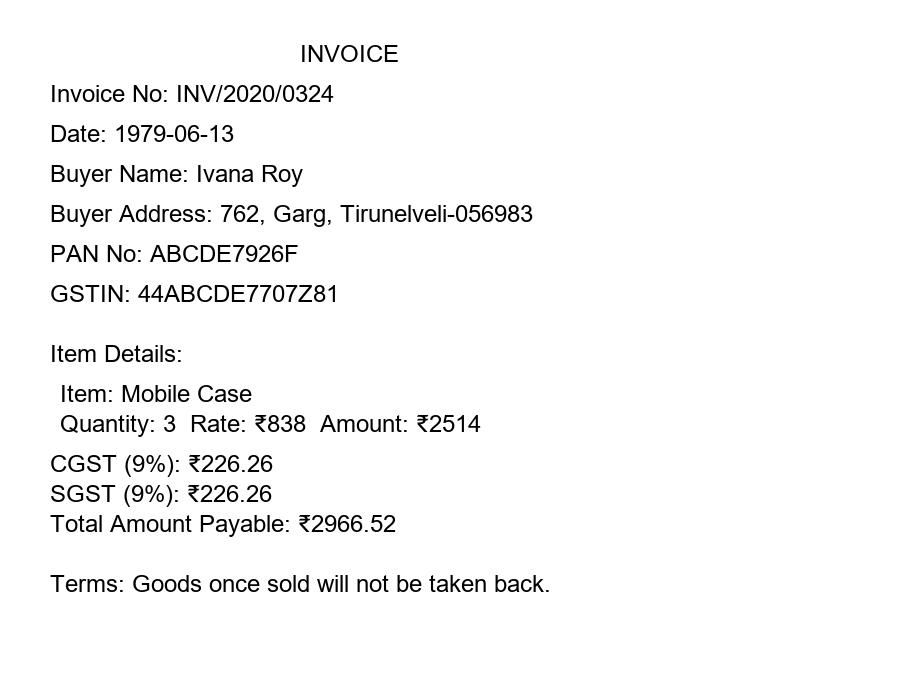 INVOICE
Invoice No: INV/2020/0324
Date: 1979-06-13
Buyer Name: Ivana Roy
Buyer Address: 762, Garg, Tirunelveli-056983
PAN No: ABCDE7926F
GSTIN: 44ABCDE7707Z81
Item Details:
Item: Mobile Case
Quantity: 3  Rate: ₹838  Amount: ₹2514
CGST (9%): ₹226.26
SGST (9%): ₹226.26
Total Amount Payable: ₹2966.52
Terms: Goods once sold will not be taken back.